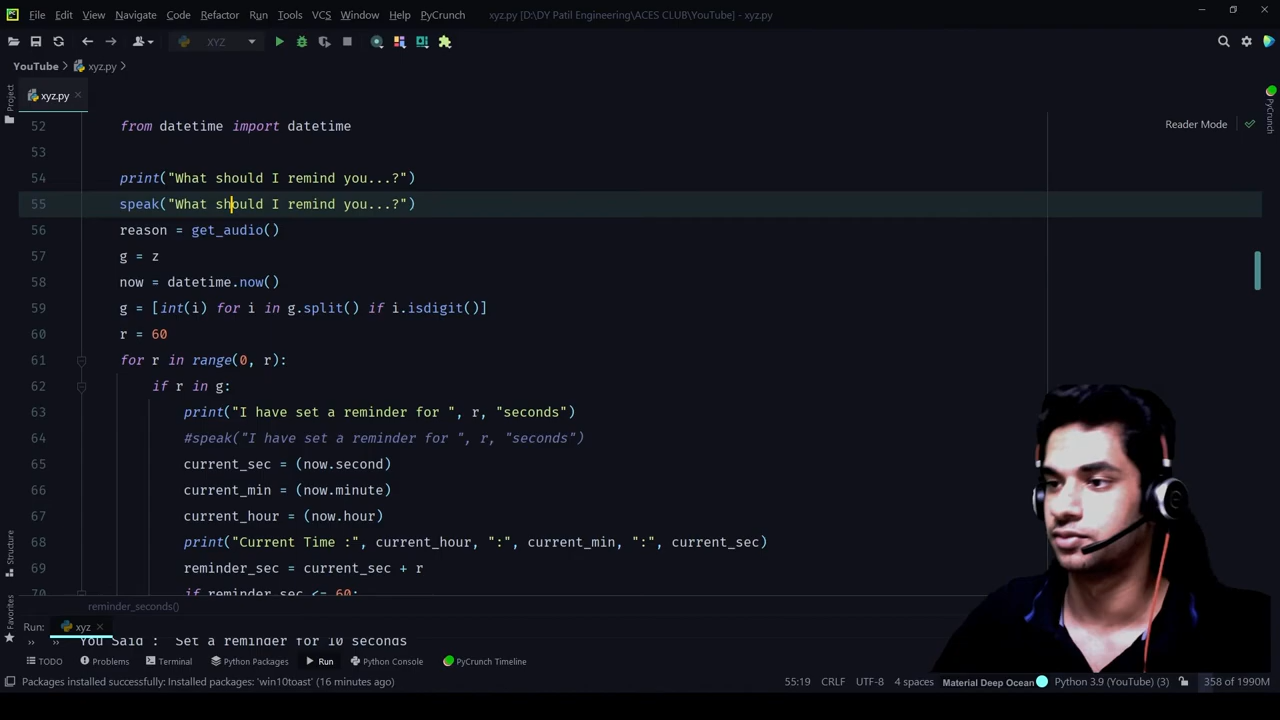 File Edit View Navigate Code Refactor Run Tools VCS Window Help PyCrunch xyz.py [D:\DY Patil Engineering\ACES CLUB\YouTube] - xyz.py
XYZ
YouTube xyz.py
Project
xyz.py
PyCrunch
Reader Mode
52 from datetime import datetime
53
54 print("What should I remind you...?")
55 speak("What should I remind you...?")
56 reason = get_audio()
57 g = z
58 now = datetime.now()
59 g = [int(i) for i in g.split() if i.isdigit()]
60 r = 60
61 for r in range(0, r):
62 if r in g:
63 print("I have set a reminder for ", r, "seconds")
64 #speak("I have set a reminder for ", r, "seconds")
65 current_sec = (now.second)
66 current_min = (now.minute)
67 current_hour = (now.hour)
68 print("Current Time :", current_hour, ":", current_min, ":", current_sec)
69 reminder_sec = current_sec + r
70 if reminder_sec <= 60:
reminder_seconds()
Structure
Favorites
Run: xyz
» » You Said : Set a reminder for 10 seconds
TODO Problems Terminal Python Packages Run Python Console PyCrunch Timeline
Packages installed successfully: Installed packages: 'win10toast' (16 minutes ago) 55:19 CRLF UTF-8 4 spaces Material Deep Ocean Python 3.9 (YouTube) (3) 358 of 1990M